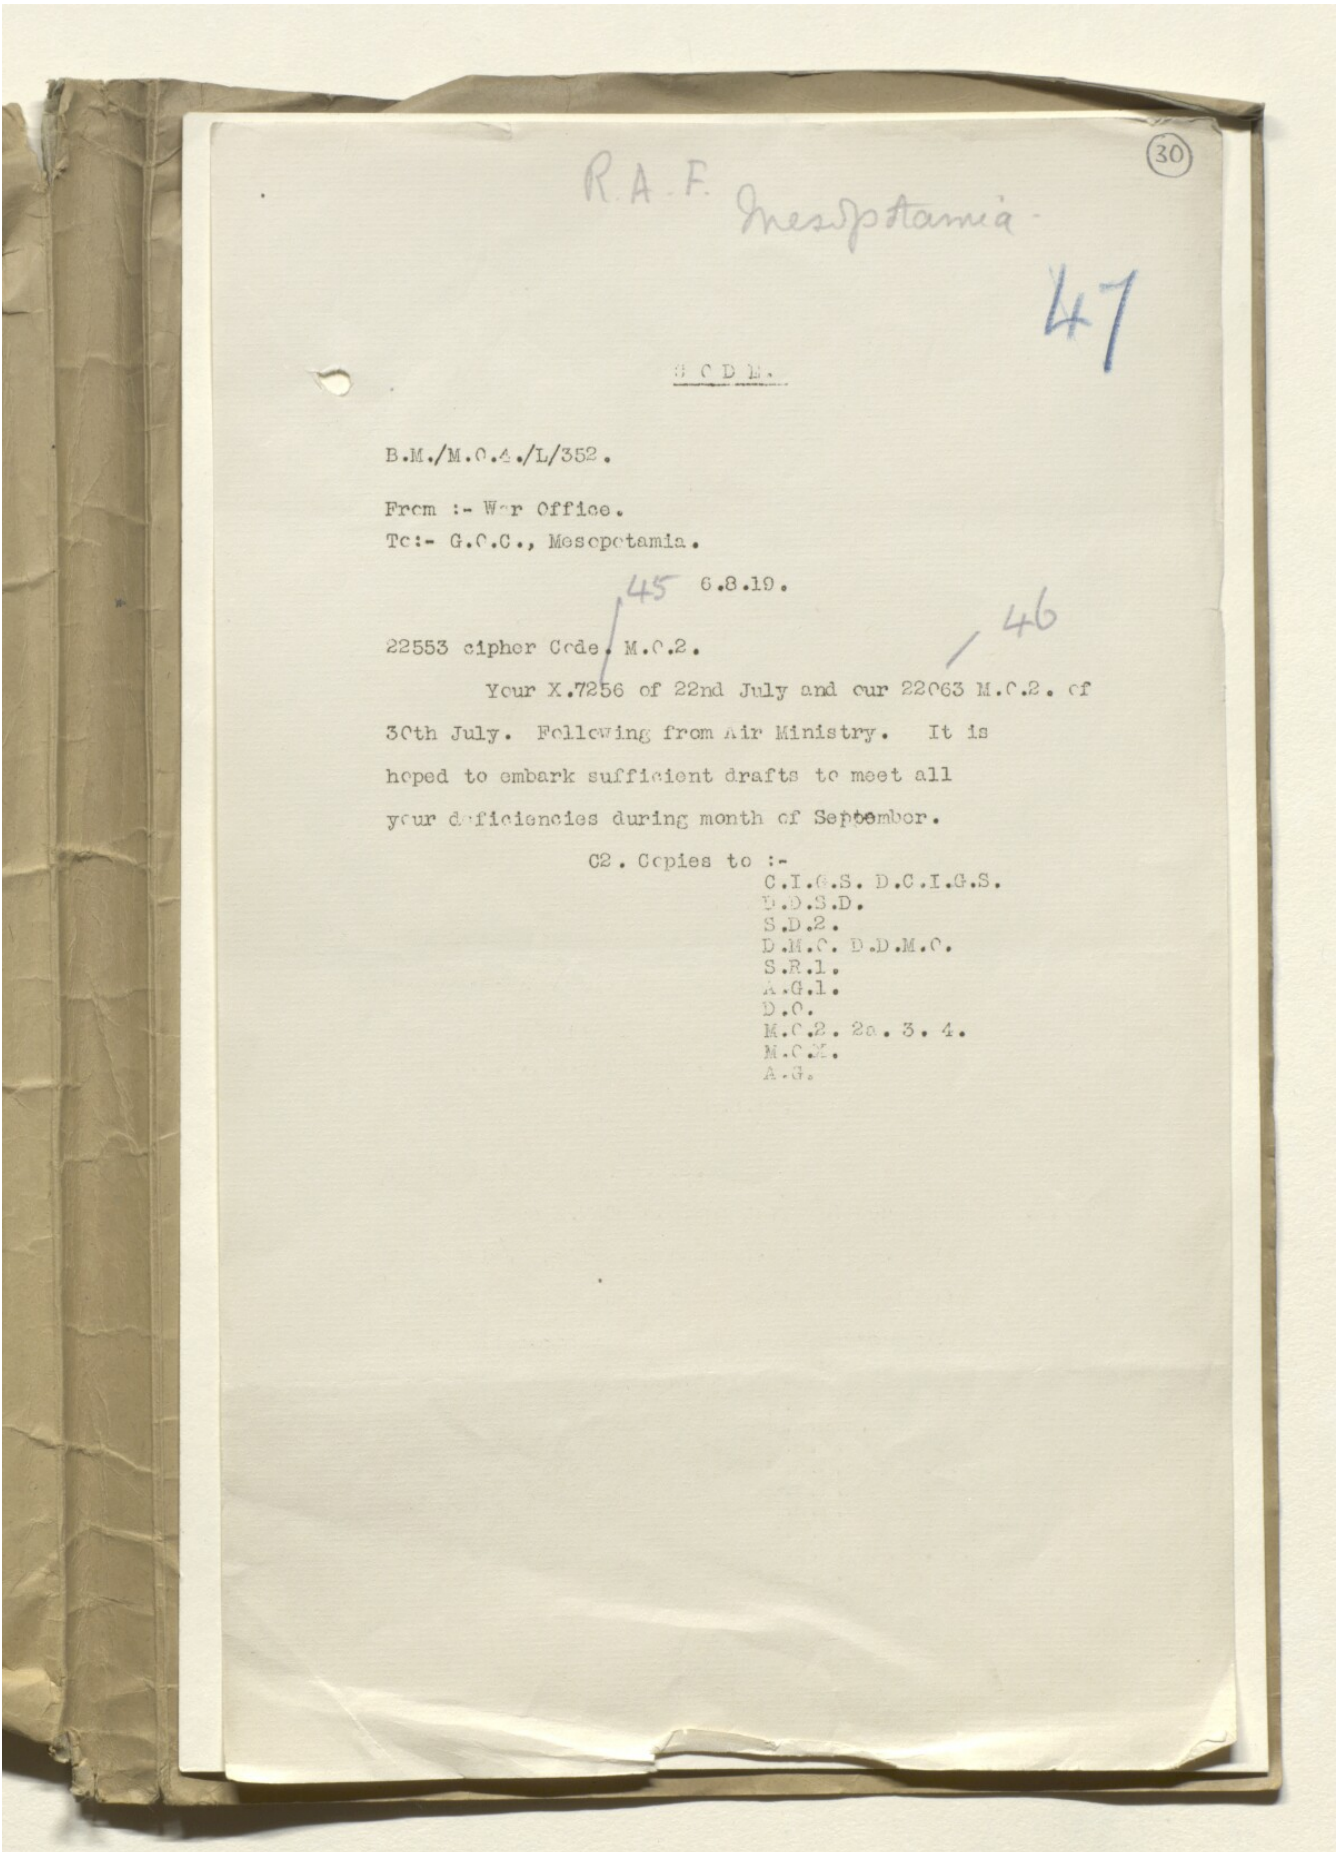 30
R.A.F.
Mesopotamia.
47
C O D E.
B.M./M.O.4./L/352.
From :- War Office.
To:- G.O.C., Mesopotamia.
45 6.8.19.
46
22553 cipher Code. M.O.2.
Your X.7256 of 22nd July and our 22063 M.O.2. of
30th July. Following from Air Ministry. It is
hoped to embark sufficient drafts to meet all
your deficiencies during month of September.
C2. Copies to :-
C.I.G.S. D.C.I.G.S.
D.D.S.D.
S.D.2.
D.M.O. D.D.M.O.
S.R.1.
A.G.1.
D.O.
M.O.2. 2a. 3. 4.
M.O.X.
A.G.